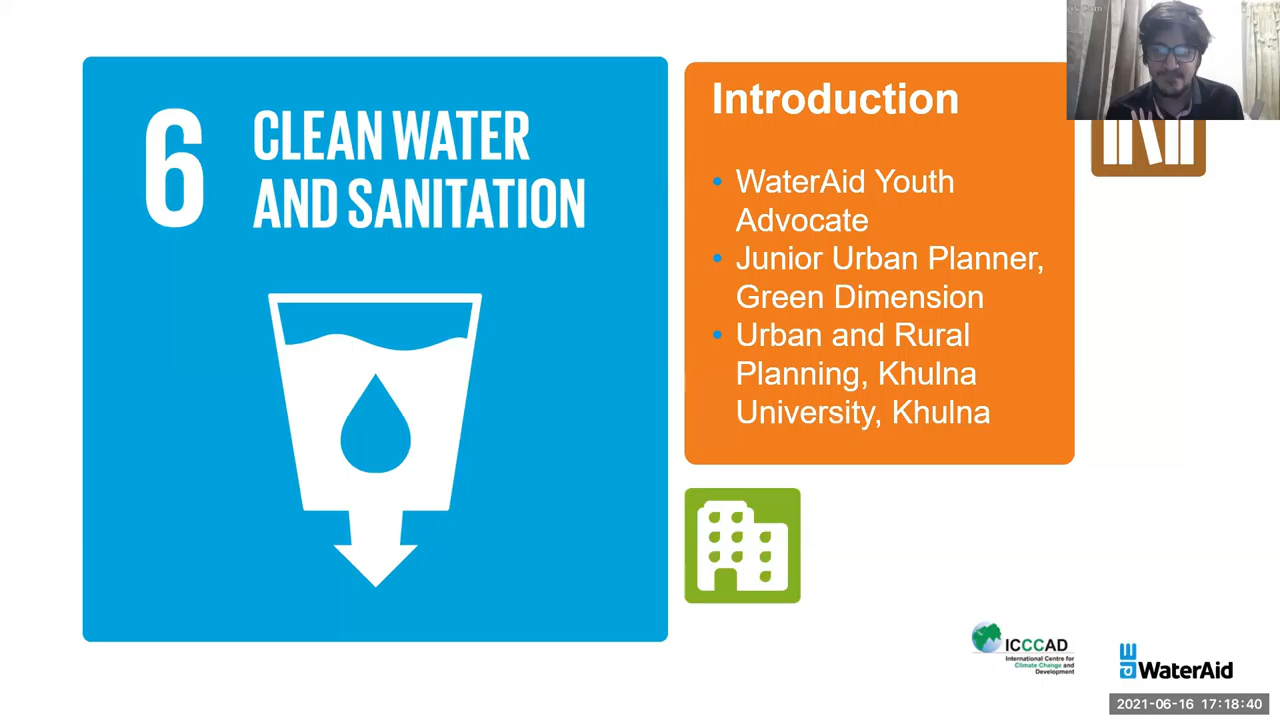 6
CLEAN WATER
AND SANITATION
Introduction
• WaterAid Youth
Advocate
• Junior Urban Planner,
Green Dimension
• Urban and Rural
Planning, Khulna
University, Khulna
ICCCAD
International Centre for
Climate Change and
Development
WaterAid
2021-06-16 17:18:40